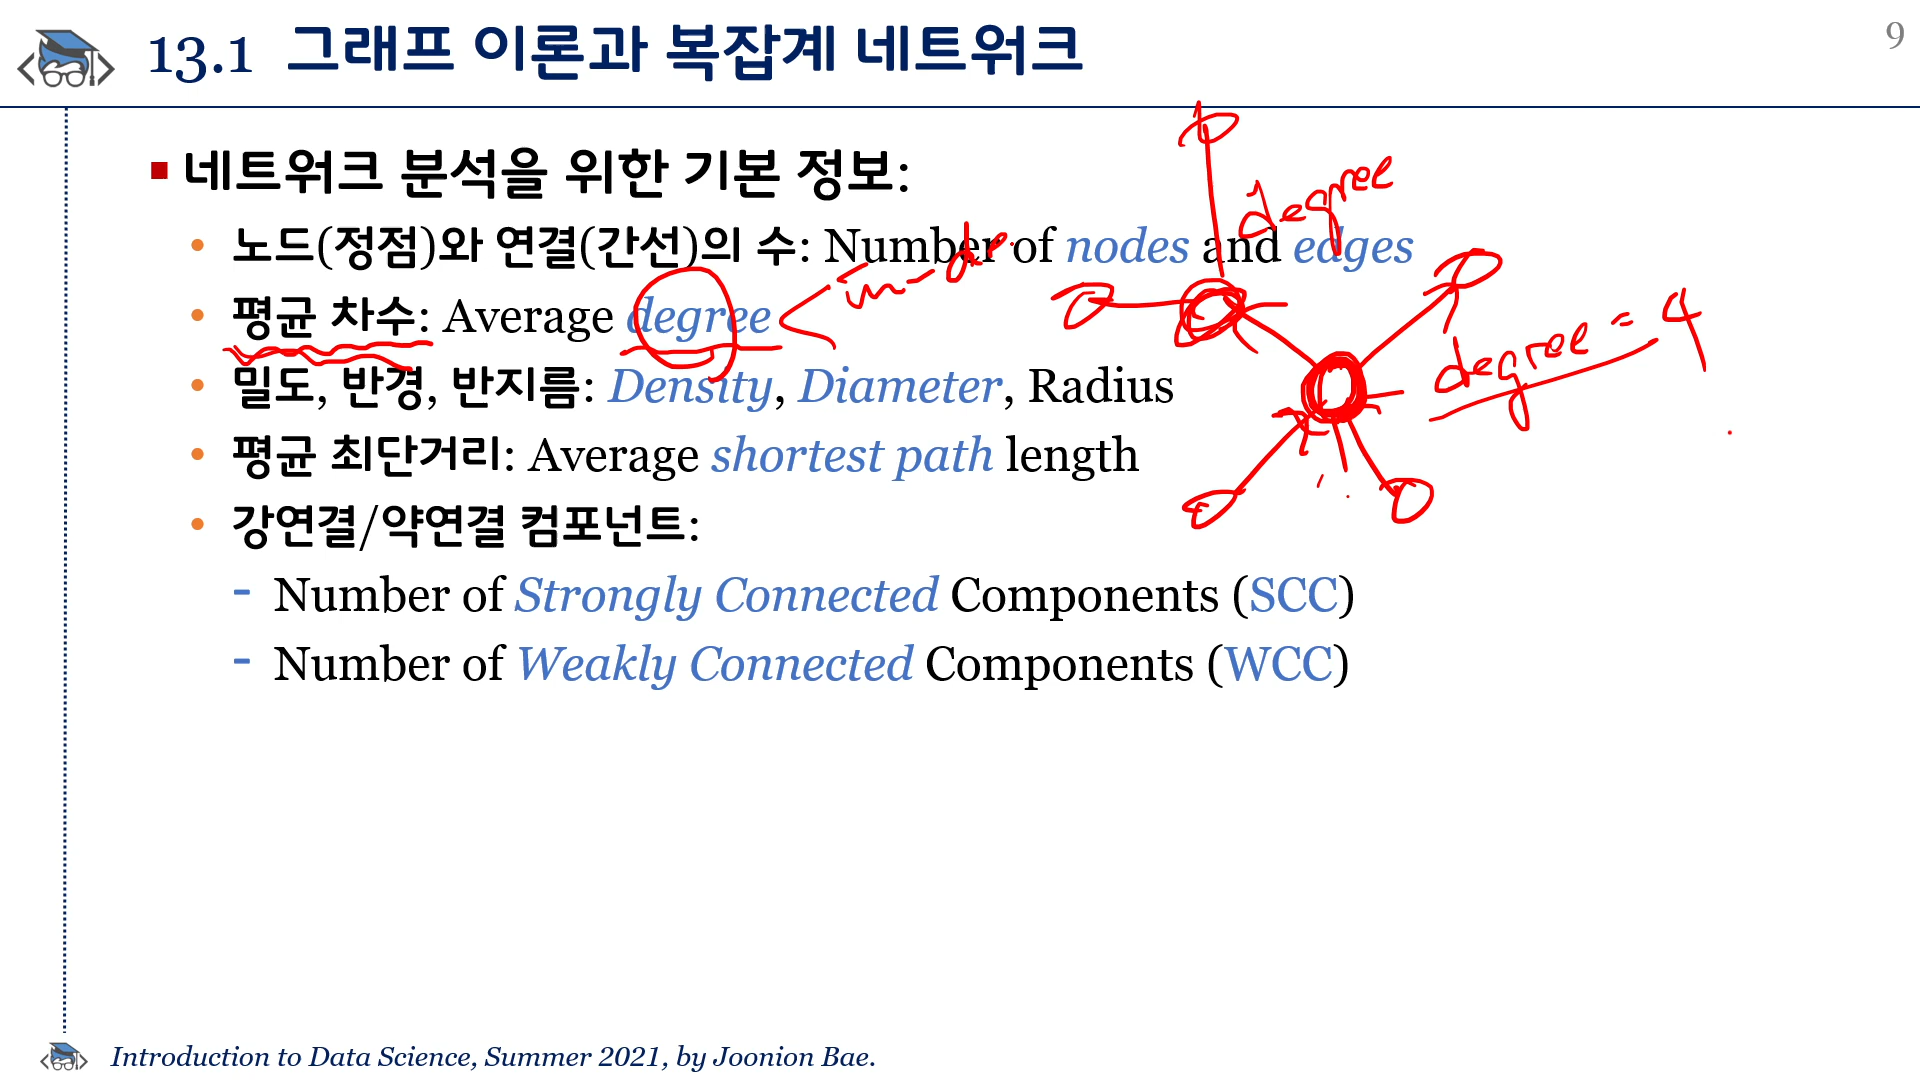 13.1 그래프 이론과 복잡계 네트워크
9
네트워크 분석을 위한 기본 정보:
degree
노드(정점)와 연결(간선)의 수: Number of nodes and edges
in-de
평균 차수: Average degree
degree = 4
밀도, 반경, 반지름: Density, Diameter, Radius
평균 최단거리: Average shortest path length
강연결/약연결 컴포넌트:
- Number of Strongly Connected Components (SCC)
- Number of Weakly Connected Components (WCC)
Introduction to Data Science, Summer 2021, by Joonion Bae.